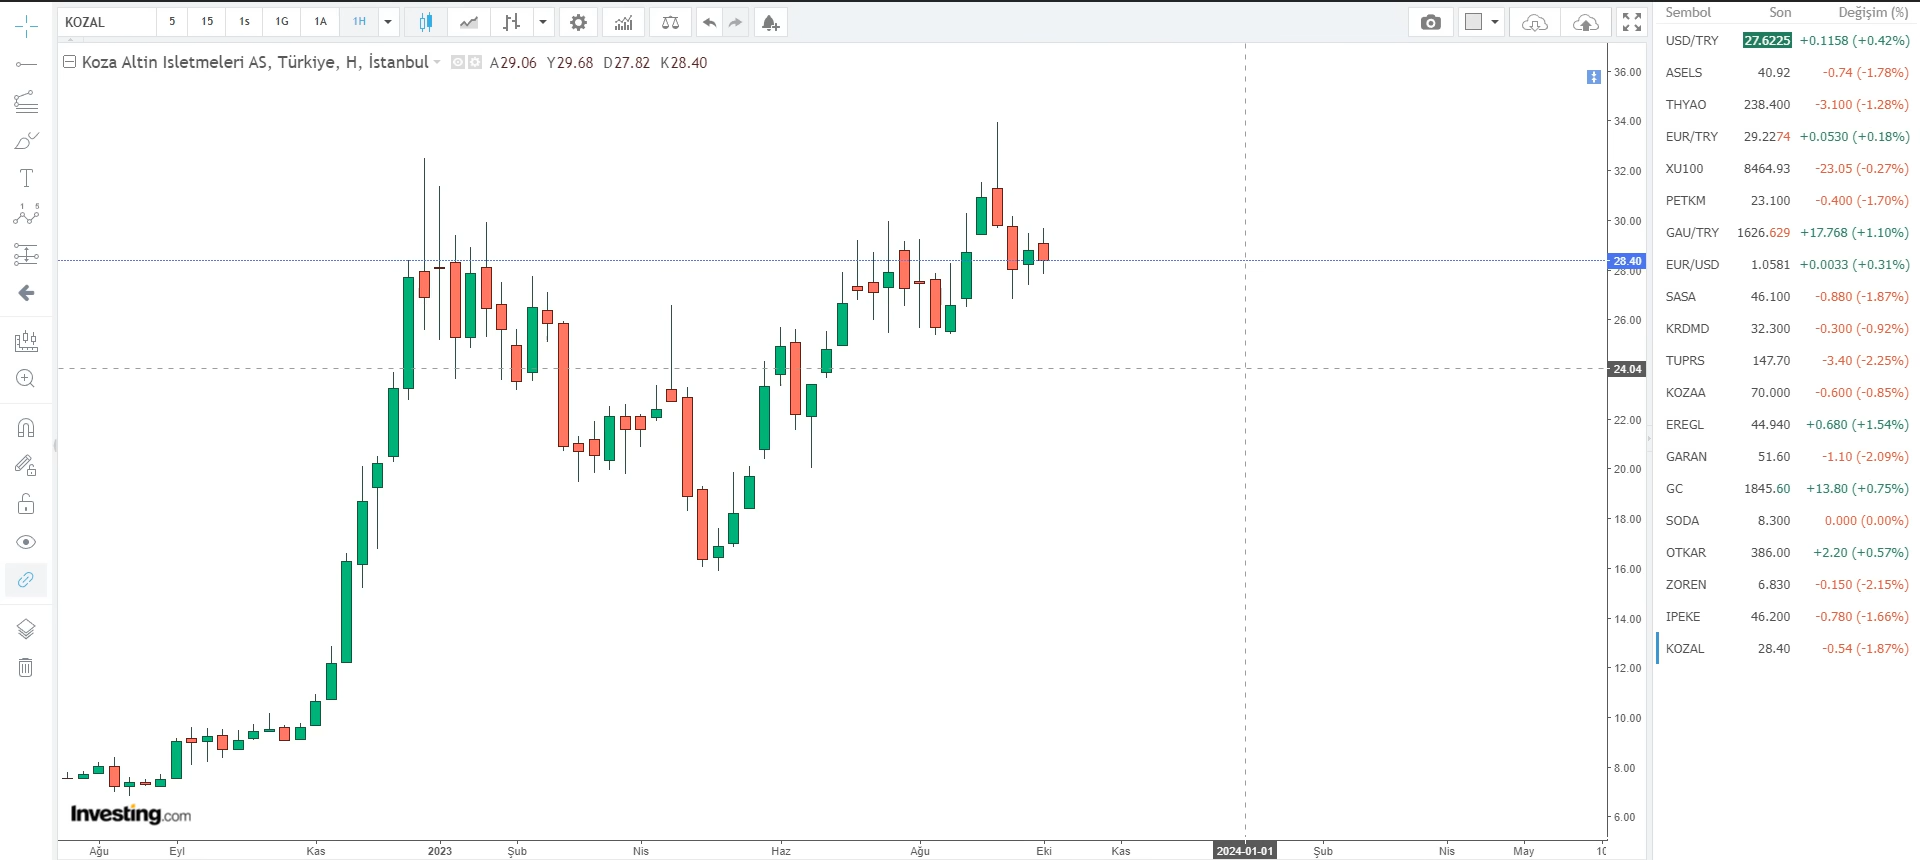 KOZAL 5 15 1s 1G 1A 1H
Koza Altin Isletmeleri AS, Türkiye, H, İstanbul A29.06 Y29.68 D27.82 K28.40
36.00
34.00
32.00
30.00
28.40
28.00
26.00
24.04
22.00
20.00
18.00
16.00
14.00
12.00
10.00
8.00
6.00
Investing.com
Ağu Eyl Kas 2023 Şub Nis Haz Ağu Eki Kas 2024-01-01 Şub Nis May 10
T
1 5
Sembol Son Değişim (%)
USD/TRY 27.6225 +0.1158 (+0.42%)
ASELS 40.92 -0.74 (-1.78%)
THYAO 238.400 -3.100 (-1.28%)
EUR/TRY 29.2274 +0.0530 (+0.18%)
XU100 8464.93 -23.05 (-0.27%)
PETKM 23.100 -0.400 (-1.70%)
GAU/TRY 1626.629 +17.768 (+1.10%)
EUR/USD 1.0581 +0.0033 (+0.31%)
SASA 46.100 -0.880 (-1.87%)
KRDMD 32.300 -0.300 (-0.92%)
TUPRS 147.70 -3.40 (-2.25%)
KOZAA 70.000 -0.600 (-0.85%)
EREGL 44.940 +0.680 (+1.54%)
GARAN 51.60 -1.10 (-2.09%)
GC 1845.60 +13.80 (+0.75%)
SODA 8.300 0.000 (0.00%)
OTKAR 386.00 +2.20 (+0.57%)
ZOREN 6.830 -0.150 (-2.15%)
IPEKE 46.200 -0.780 (-1.66%)
KOZAL 28.40 -0.54 (-1.87%)